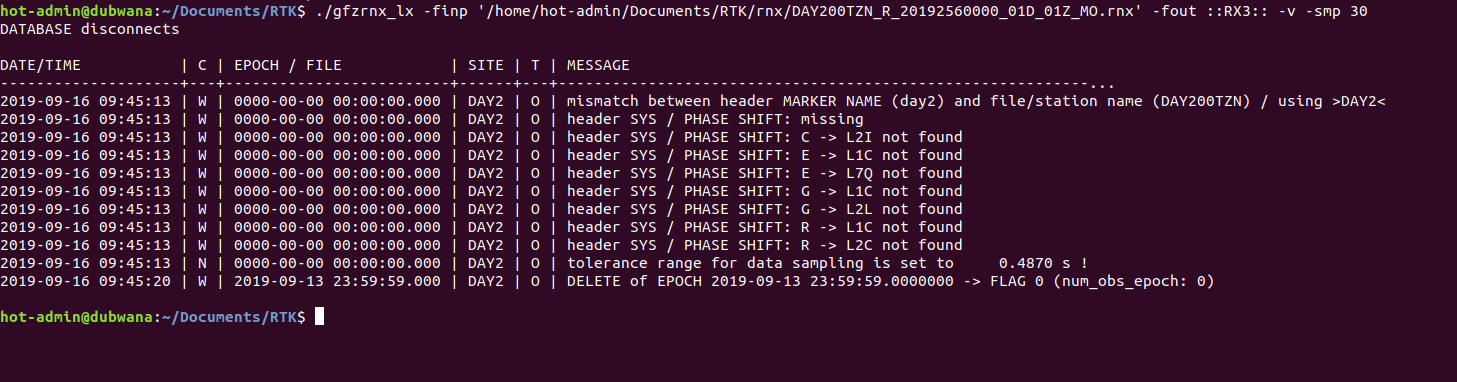 hot-admin@dubwana:~/Documents/RTK$ ./gfzrnx_lx -finp '/home/hot-admin/Documents/RTK/rnx/DAY200TZN_R_20192560000_01D_01Z_MO.rnx' -fout ::RX3:: -v -smp 30
DATABASE disconnects
DATE/TIME           | C | EPOCH / FILE            | SITE | T | MESSAGE
--------------------+---+-------------------------+------+---+-----------------------------------------------------------...
2019-09-16 09:45:13 | W | 0000-00-00 00:00:00.000 | DAY2 | O | mismatch between header MARKER NAME (day2) and file/station name (DAY200TZN) / using >DAY2<
2019-09-16 09:45:13 | W | 0000-00-00 00:00:00.000 | DAY2 | O | header SYS / PHASE SHIFT: missing
2019-09-16 09:45:13 | W | 0000-00-00 00:00:00.000 | DAY2 | O | header SYS / PHASE SHIFT: C -> L2I not found
2019-09-16 09:45:13 | W | 0000-00-00 00:00:00.000 | DAY2 | O | header SYS / PHASE SHIFT: E -> L1C not found
2019-09-16 09:45:13 | W | 0000-00-00 00:00:00.000 | DAY2 | O | header SYS / PHASE SHIFT: E -> L7Q not found
2019-09-16 09:45:13 | W | 0000-00-00 00:00:00.000 | DAY2 | O | header SYS / PHASE SHIFT: G -> L1C not found
2019-09-16 09:45:13 | W | 0000-00-00 00:00:00.000 | DAY2 | O | header SYS / PHASE SHIFT: G -> L2L not found
2019-09-16 09:45:13 | W | 0000-00-00 00:00:00.000 | DAY2 | O | header SYS / PHASE SHIFT: R -> L1C not found
2019-09-16 09:45:13 | W | 0000-00-00 00:00:00.000 | DAY2 | O | header SYS / PHASE SHIFT: R -> L2C not found
2019-09-16 09:45:13 | N | 0000-00-00 00:00:00.000 | DAY2 | O | tolerance range for data sampling is set to     0.4870 s !
2019-09-16 09:45:20 | W | 2019-09-13 23:59:59.000 | DAY2 | O | DELETE of EPOCH 2019-09-13 23:59:59.0000000 -> FLAG 0 (num_obs_epoch: 0)
hot-admin@dubwana:~/Documents/RTK$